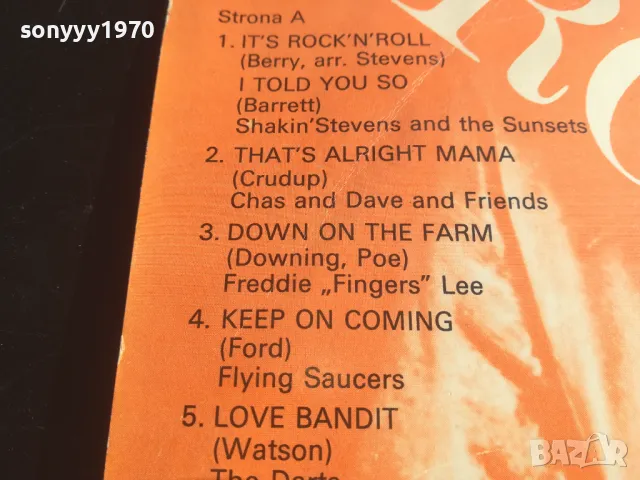 sonyyy1970
Strona A
1. IT'S ROCK'N'ROLL
(Berry, arr. Stevens)
I TOLD YOU SO
(Barrett)
Shakin'Stevens and the Sunsets
2. THAT'S ALRIGHT MAMA
(Crudup)
Chas and Dave and Friends
3. DOWN ON THE FARM
(Downing, Poe)
Freddie „Fingers” Lee
4. KEEP ON COMING
(Ford)
Flying Saucers
5. LOVE BANDIT
(Watson)
The Darts
BAZAR